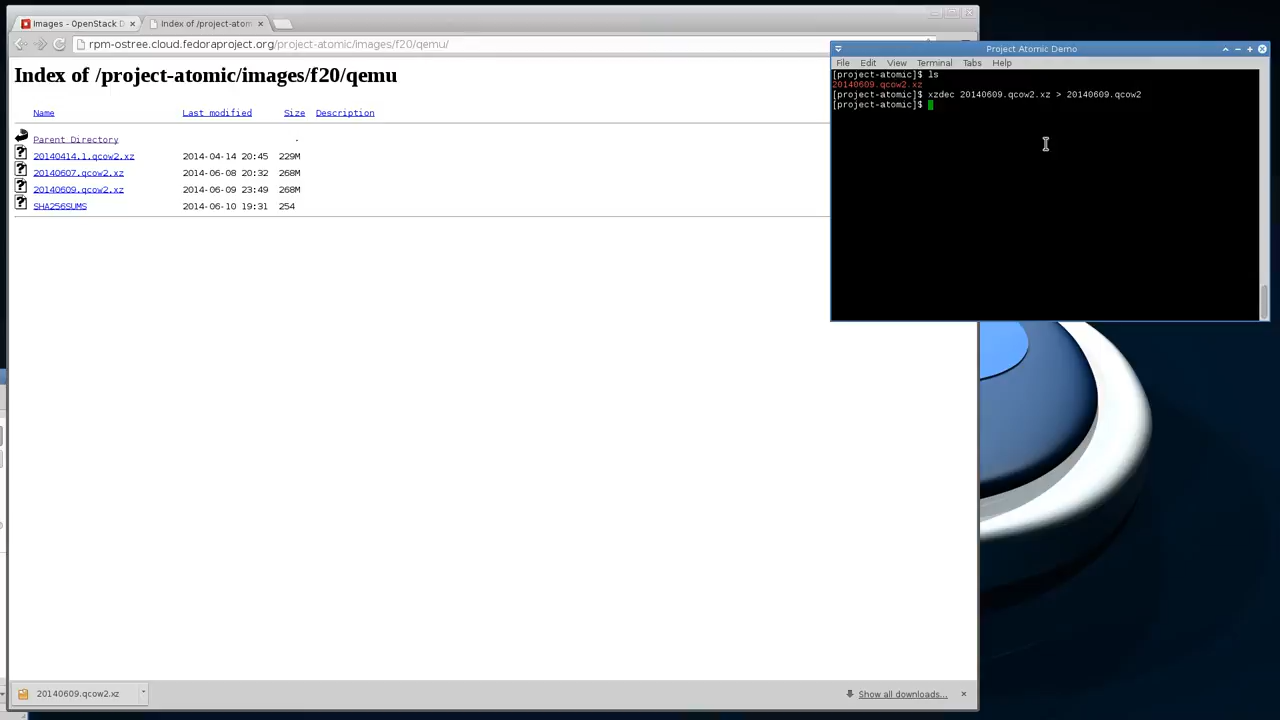 Images - OpenStack D
Index of /project-atom
rpm-ostree.cloud.fedoraproject.org/project-atomic/images/f20/qemu/
Index of /project-atomic/images/f20/qemu
Name Last modified Size Description
Parent Directory -
20140414.1.qcow2.xz 2014-04-14 20:45 229M
20140607.qcow2.xz 2014-06-08 20:32 268M
20140609.qcow2.xz 2014-06-09 23:49 268M
SHA256SUMS 2014-06-10 19:31 254
Project Atomic Demo
File Edit View Terminal Tabs Help
[project-atomic]$ ls
20140609.qcow2.xz
[project-atomic]$ xzdec 20140609.qcow2.xz > 20140609.qcow2
[project-atomic]$
20140609.qcow2.xz
Show all downloads...